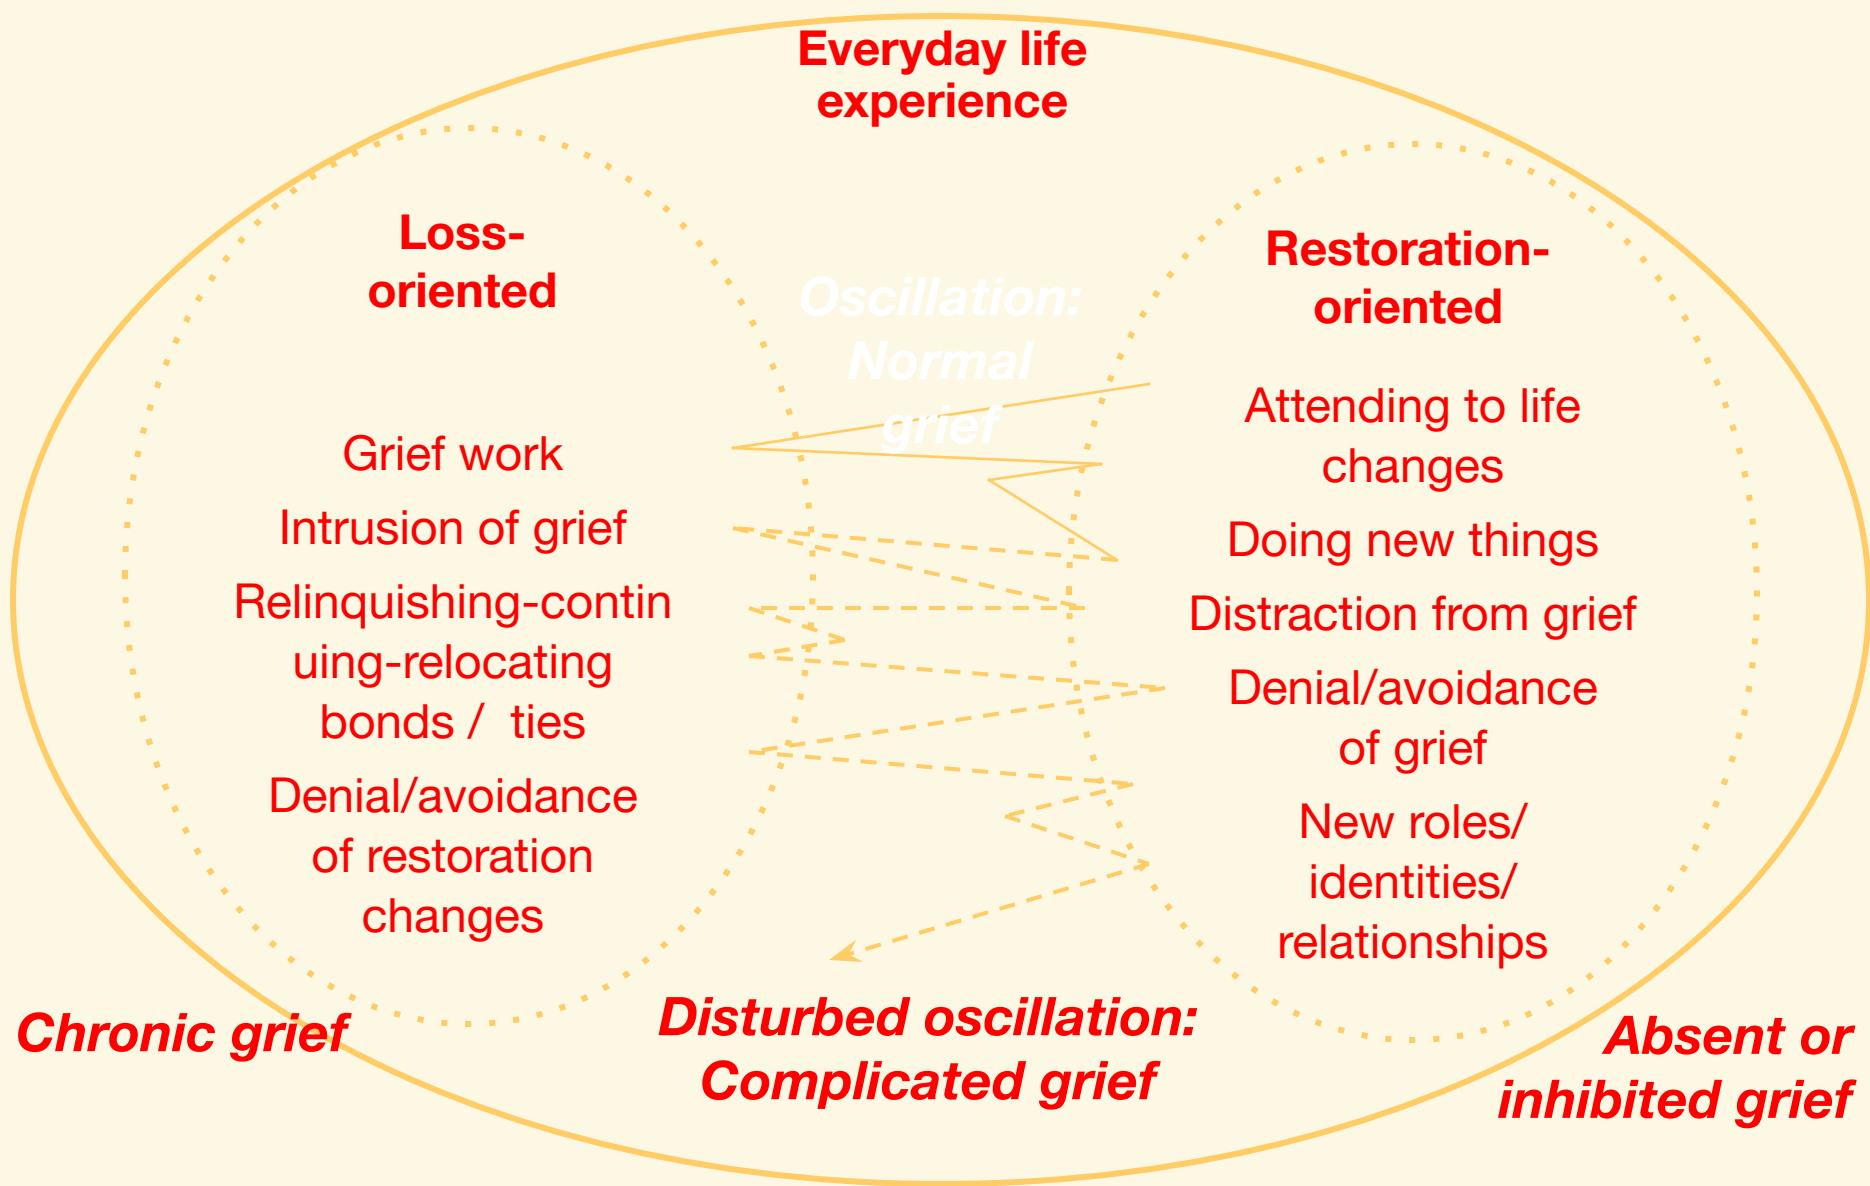 Everyday life
experience
Loss-
oriented
Grief work
Intrusion of grief
Relinquishing-contin
uing-relocating
bonds / ties
Denial/avoidance
of restoration
changes
Oscillation:
Normal
grief
Restoration-
oriented
Attending to life
changes
Doing new things
Distraction from grief
Denial/avoidance
of grief
New roles/
identities/
relationships
Chronic grief
Disturbed oscillation:
Complicated grief
Absent or
inhibited grief